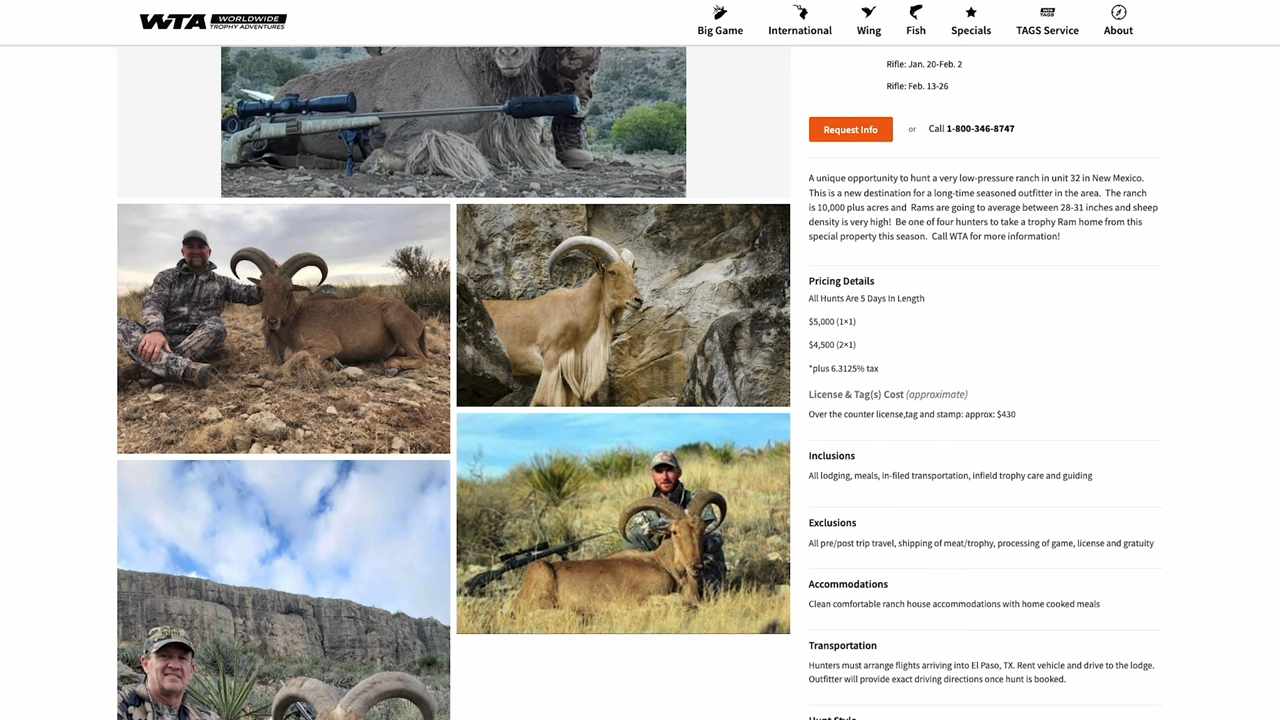 WTA WORLDWIDE
TROPHY ADVENTURES
Big Game
International
Wing
Fish
Specials
WTA
TAGS
TAGS Service
About
Rifle: Jan. 20-Feb. 2
Rifle: Feb. 13-26
Request Info
or
Call 1-800-346-8747
A unique opportunity to hunt a very low-pressure ranch in unit 32 in New Mexico.
This is a new destination for a long-time seasoned outfitter in the area. The ranch
is 10,000 plus acres and Rams are going to average between 28-31 inches and sheep
density is very high! Be one of four hunters to take a trophy Ram home from this
special property this season. Call WTA for more information!
Pricing Details
All Hunts Are 5 Days In Length
$5,000 (1×1)
$4,500 (2×1)
*plus 6.3125% tax
License & Tag(s) Cost (approximate)
Over the counter license,tag and stamp: approx: $430
Inclusions
All lodging, meals, in-filed transportation, infield trophy care and guiding
Exclusions
All pre/post trip travel, shipping of meat/trophy, processing of game, license and gratuity
Accommodations
Clean comfortable ranch house accommodations with home cooked meals
Transportation
Hunters must arrange flights arriving into El Paso, TX. Rent vehicle and drive to the lodge.
Outfitter will provide exact driving directions once hunt is booked.
Hunt Style